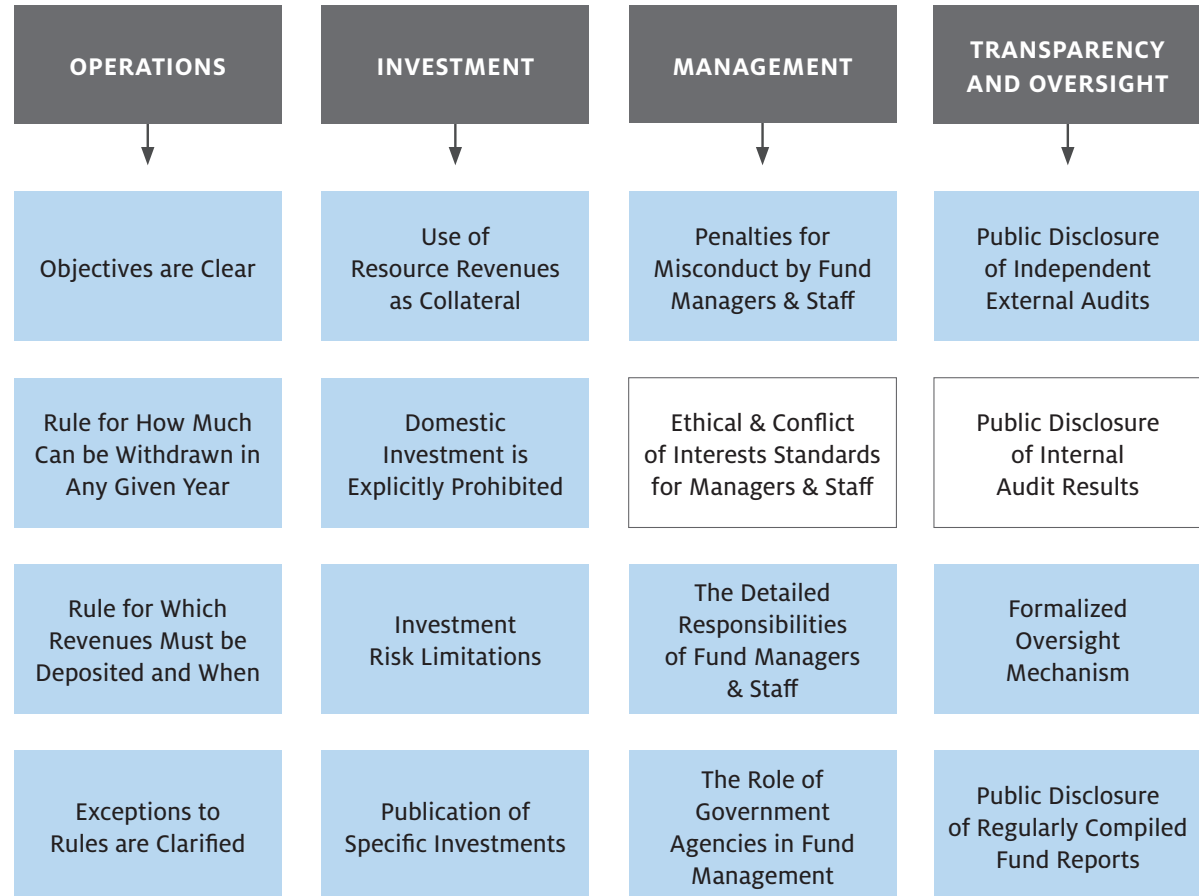 OPERATIONS
INVESTMENT
MANAGEMENT
TRANSPARENCY
AND OVERSIGHT
Objectives are Clear
Use of
Resource Revenues
as Collateral
Penalties for
Misconduct by Fund
Managers & Staff
Public Disclosure
of Independent
External Audits
Rule for How Much
Can be Withdrawn in
Any Given Year
Domestic
Investment is
Explicitly Prohibited
Ethical & Conflict
of Interests Standards
for Managers & Staff
Public Disclosure
of Internal
Audit Results
Rule for Which
Revenues Must be
Deposited and When
Investment
Risk Limitations
The Detailed
Responsibilities
of Fund Managers
& Staff
Formalized
Oversight
Mechanism
Exceptions to
Rules are Clarified
Publication of
Specific Investments
The Role of
Government
Agencies in Fund
Management
Public Disclosure
of Regularly Compiled
Fund Reports